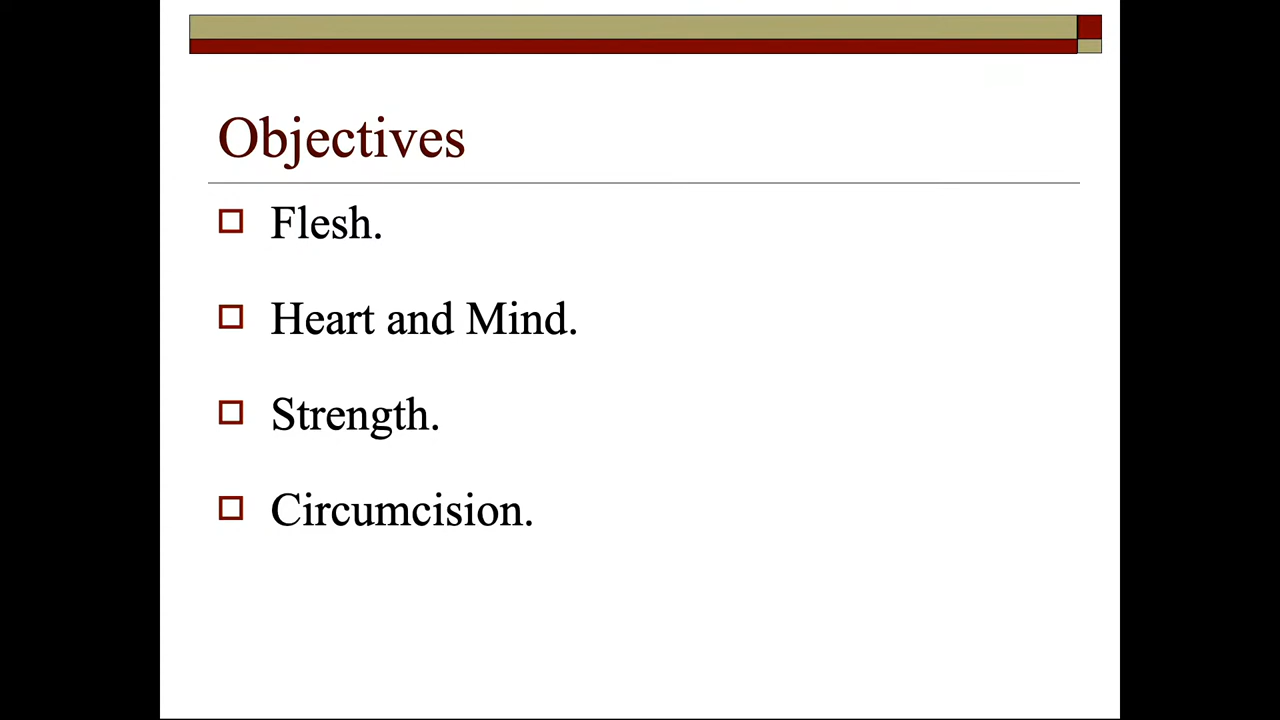 Objectives
Flesh.
Heart and Mind.
Strength.
Circumcision.